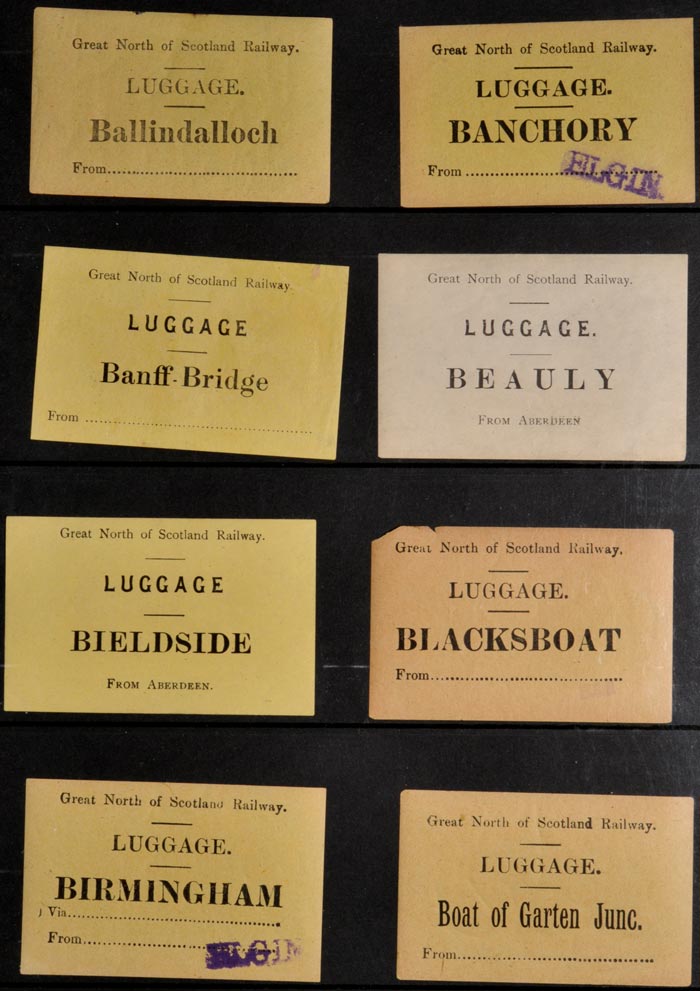 Great North of Scotland Railway.
LUGGAGE.
Ballindalloch
From..........................................
Great North of Scotland Railway.
LUGGAGE.
BANCHORY
From ..........................................
ELGIN
Great North of Scotland Railway.
LUGGAGE
Banff-Bridge
From ..........................................
Great North of Scotland Railway.
LUGGAGE.
BEAULY
FROM ABERDEEN
Great North of Scotland Railway.
LUGGAGE
BIELDSIDE
FROM ABERDEEN.
Great North of Scotland Railway.
LUGGAGE.
BLACKSBOAT
From..........................................
Great North of Scotland Railway.
LUGGAGE.
BIRMINGHAM
) Via..........................................
From..........................................
ELGIN
Great North of Scotland Railway.
LUGGAGE.
Boat of Garten Junc.
From..........................................